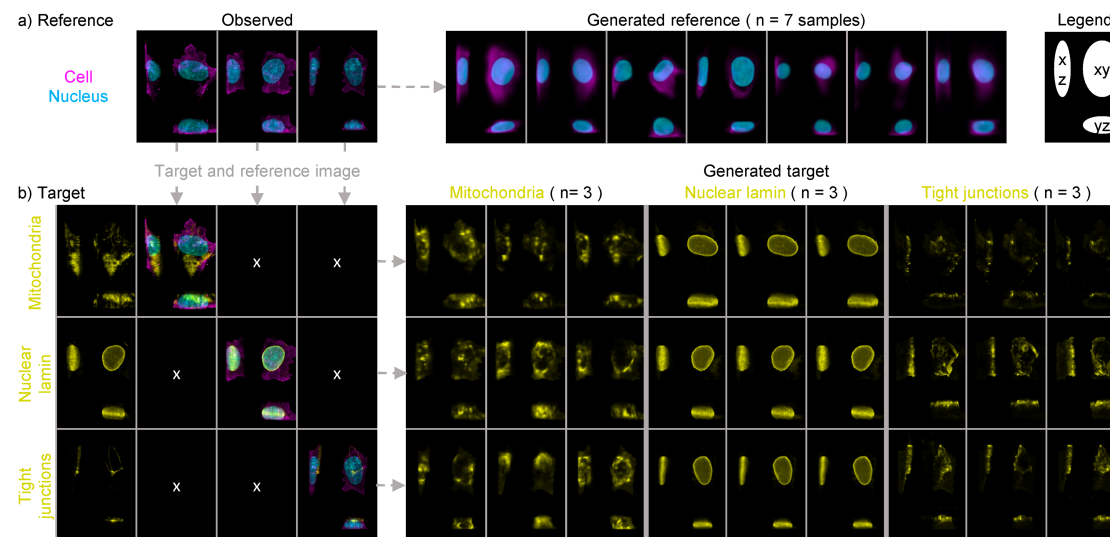 a) Reference
Observed
Generated reference ( n = 7 samples)
Legend
Cell
Nucleus
x
z
xy
yz
Target and reference image
Generated target
b) Target
Mitochondria ( n= 3 )
Nuclear lamin ( n = 3 )
Tight junctions ( n = 3 )
Mitochondria
x
x
Nuclear
lamin
x
x
Tight
junctions
x
x